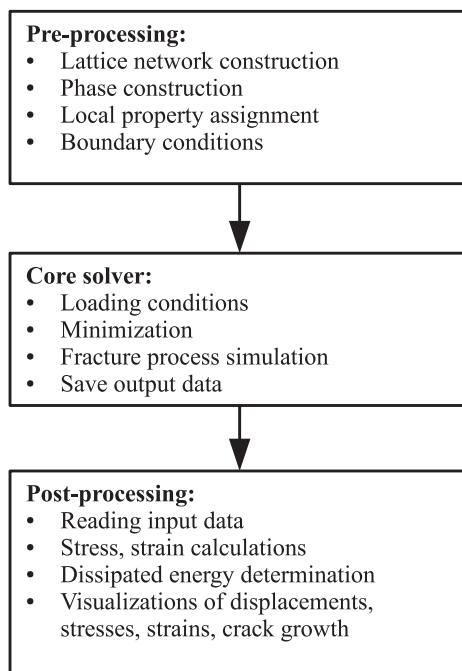 Pre-processing:
• Lattice network construction
• Phase construction
• Local property assignment
• Boundary conditions
Core solver:
• Loading conditions
• Minimization
• Fracture process simulation
• Save output data
Post-processing:
• Reading input data
• Stress, strain calculations
• Dissipated energy determination
• Visualizations of displacements,
stresses, strains, crack growth